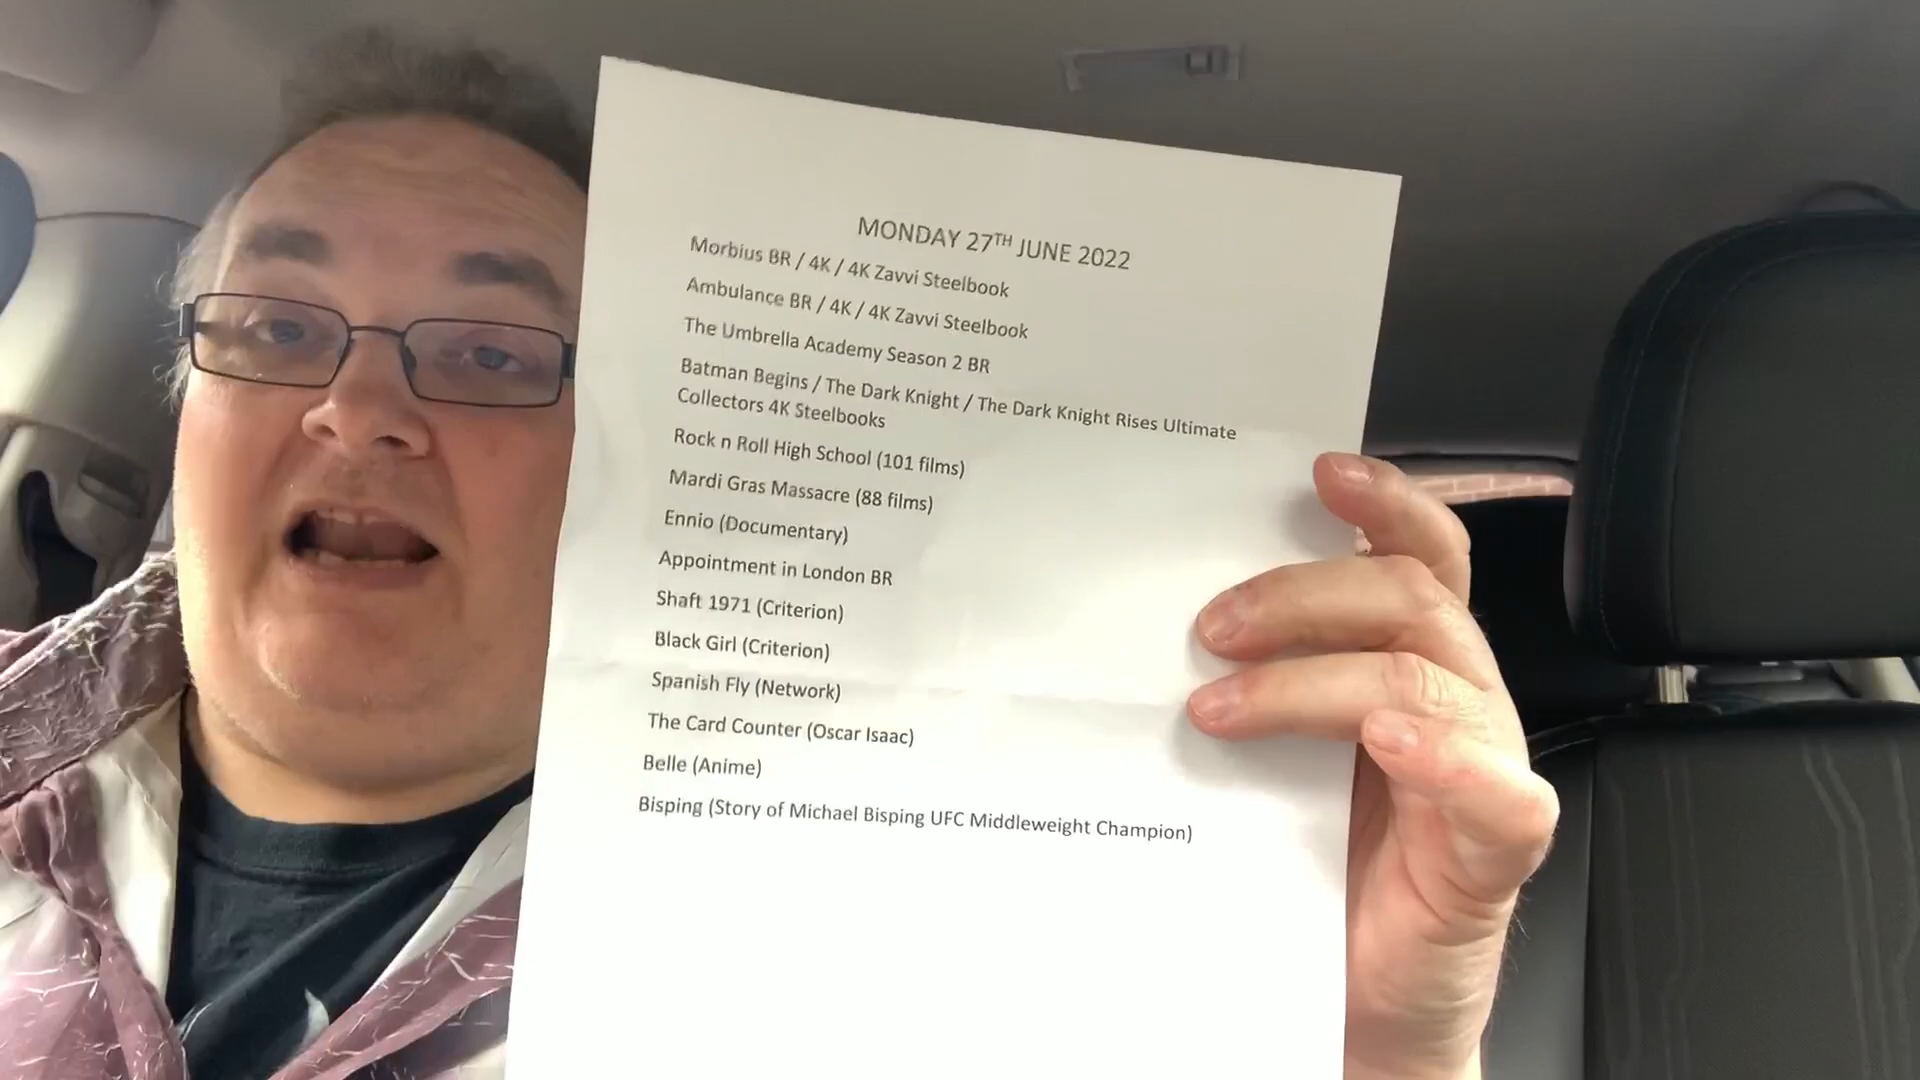 MONDAY 27TH JUNE 2022
Morbius BR / 4K / 4K Zavvi Steelbook
Ambulance BR / 4K / 4K Zavvi Steelbook
The Umbrella Academy Season 2 BR
Batman Begins / The Dark Knight / The Dark Knight Rises Ultimate
Collectors 4K Steelbooks
Rock n Roll High School (101 films)
Mardi Gras Massacre (88 films)
Ennio (Documentary)
Appointment in London BR
Shaft 1971 (Criterion)
Black Girl (Criterion)
Spanish Fly (Network)
The Card Counter (Oscar Isaac)
Belle (Anime)
Bisping (Story of Michael Bisping UFC Middleweight Champion)